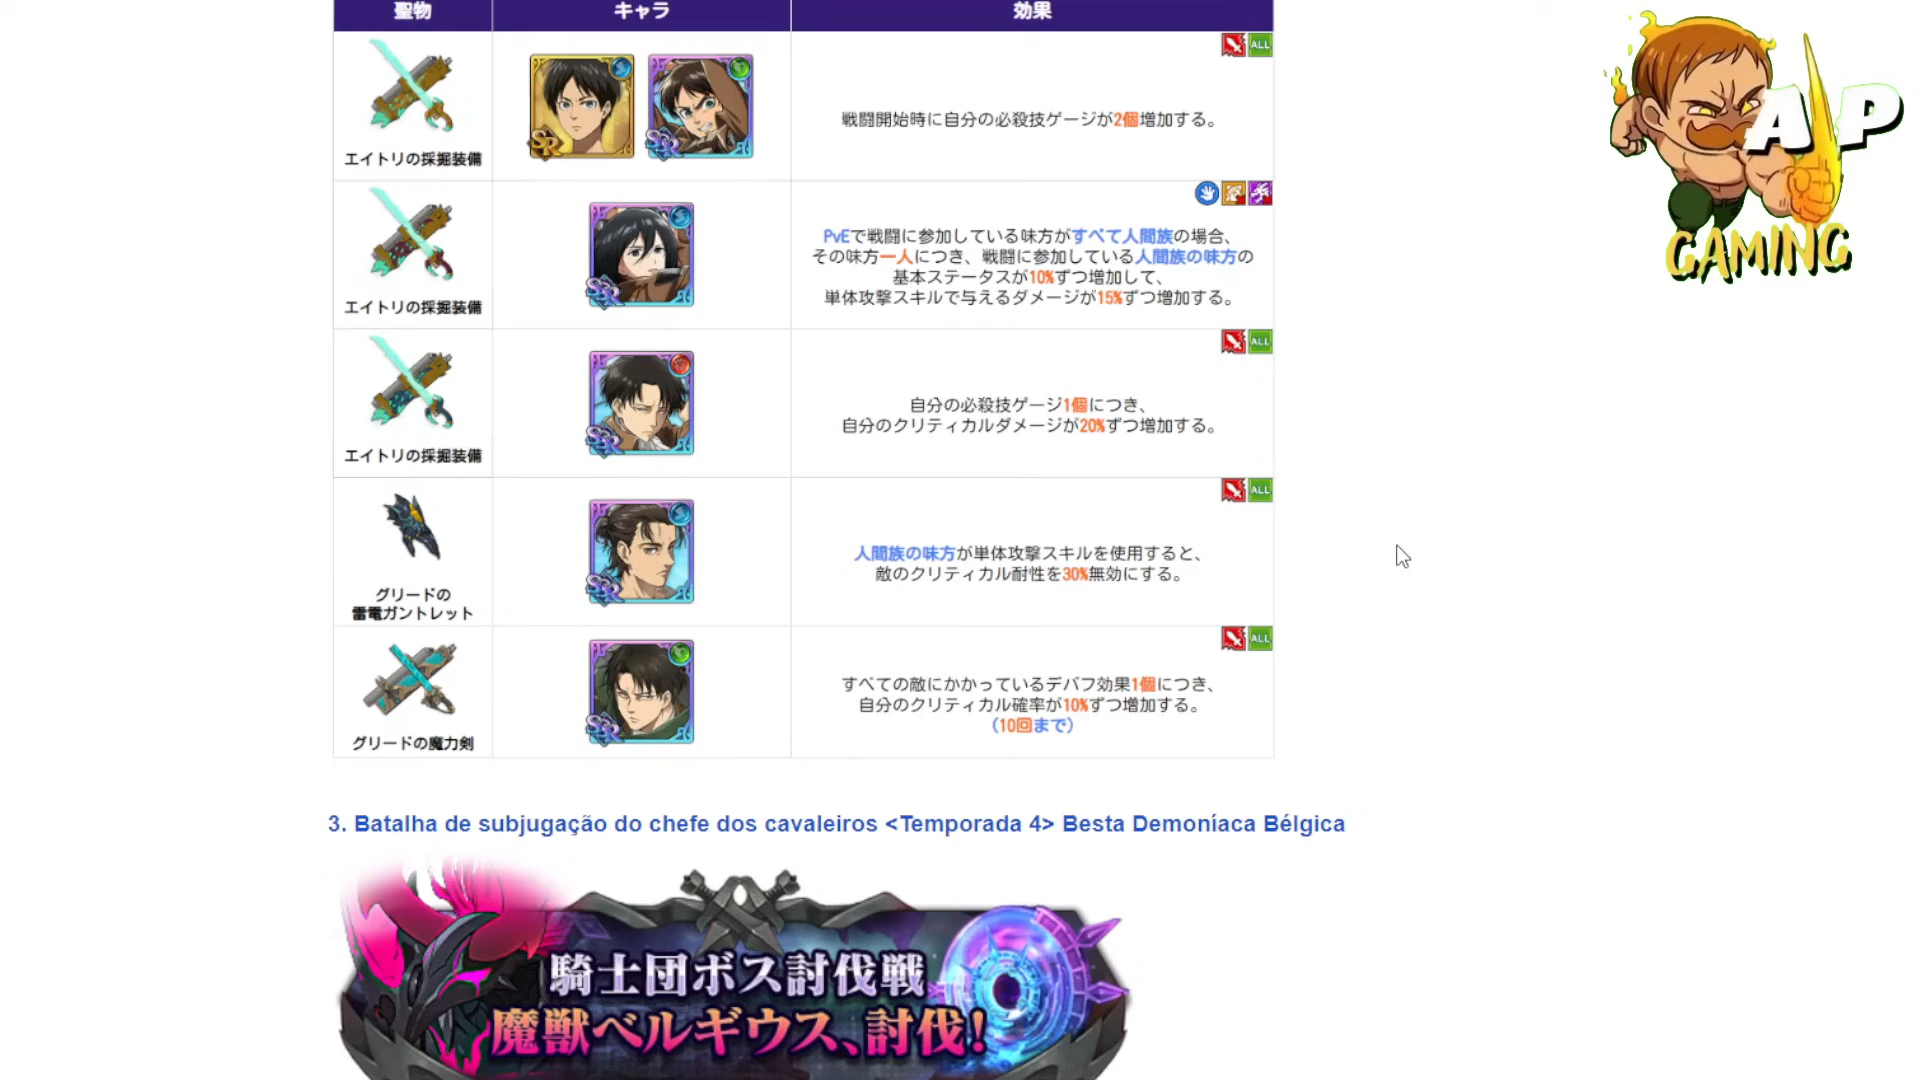 聖物 キャラ 効果
ALL
SR SSR
戦闘開始時に自分の必殺技ゲージが2個増加する。
エイトリの採掘装備
PvEで戦闘に参加している味方がすべて人間族の場合、
その味方一人につき、戦闘に参加している人間族の味方の
基本ステータスが10%ずつ増加して、
単体攻撃スキルで与えるダメージが15%ずつ増加する。
SSR
エイトリの採掘装備
ALL
自分の必殺技ゲージ1個につき、
自分のクリティカルダメージが20%ずつ増加する。
SSR
エイトリの採掘装備
ALL
人間族の味方が単体攻撃スキルを使用すると、
敵のクリティカル耐性を30%無効にする。
SSR
グリードの
雷電ガントレット
ALL
すべての敵にかかっているデバフ効果1個につき、
自分のクリティカル確率が10%ずつ増加する。
(10回まで)
SSR
グリードの魔力剣
3. Batalha de subjugação do chefe dos cavaleiros <Temporada 4> Besta Demoníaca Bélgica
騎士団ボス討伐戦
魔獣ベルギウス、討伐!
AP
GAMING